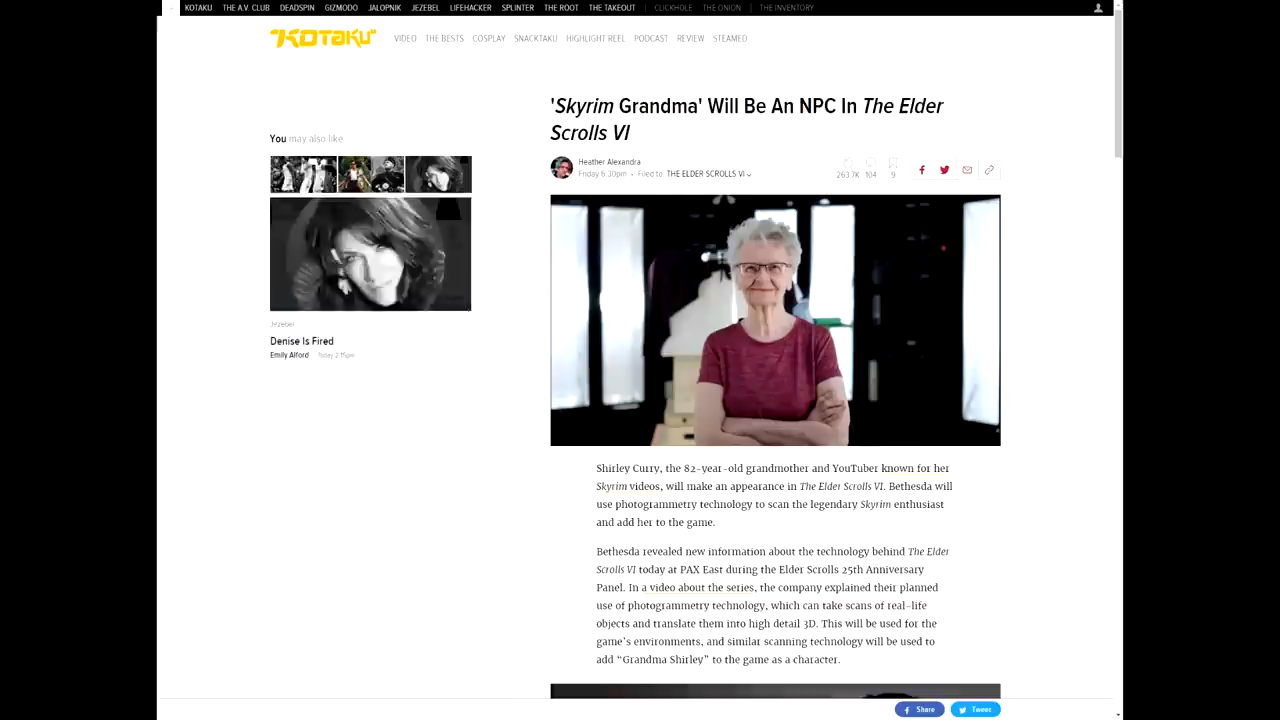 KOTAKU THE A.V. CLUB DEADSPIN GIZMODO JALOPNIK JEZEBEL LIFEHACKER SPLINTER THE ROOT THE TAKEOUT CLICKHOLE THE ONION THE INVENTORY
KOTAKU VIDEO THE BESTS COSPLAY SNACKTAKU HIGHLIGHT REEL PODCAST REVIEW STEAMED
'Skyrim Grandma' Will Be An NPC In The Elder
Scrolls VI
Heather Alexandra
Friday 6:30pm • Filed to: THE ELDER SCROLLS VI
263.7K 104 9
You may also like
Jezebel
Denise Is Fired
Emily Alford Today 2:15pm
Shirley Curry, the 82-year-old grandmother and YouTuber known for her
Skyrim videos, will make an appearance in The Elder Scrolls VI. Bethesda will
use photogrammetry technology to scan the legendary Skyrim enthusiast
and add her to the game.
Bethesda revealed new information about the technology behind The Elder
Scrolls VI today at PAX East during the Elder Scrolls 25th Anniversary
Panel. In a video about the series, the company explained their planned
use of photogrammetry technology, which can take scans of real-life
objects and translate them into high detail 3D. This will be used for the
game's environments, and similar scanning technology will be used to
add “Grandma Shirley” to the game as a character.
Share Tweet